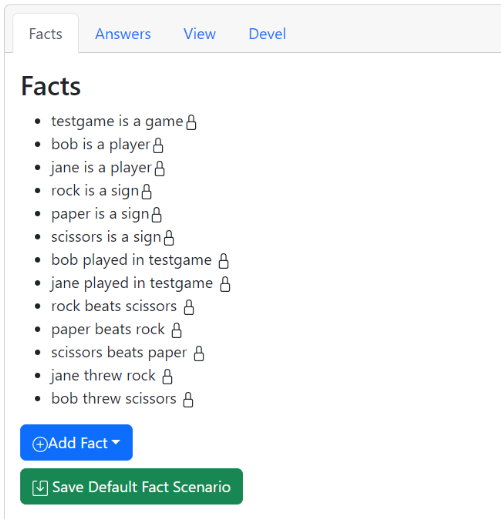 Facts Answers View Devel
Facts
testgame is a game
bob is a player
jane is a player
rock is a sign
paper is a sign
scissors is a sign
bob played in testgame
jane played in testgame
rock beats scissors
paper beats rock
scissors beats paper
jane threw rock
bob threw scissors
Add Fact
Save Default Fact Scenario